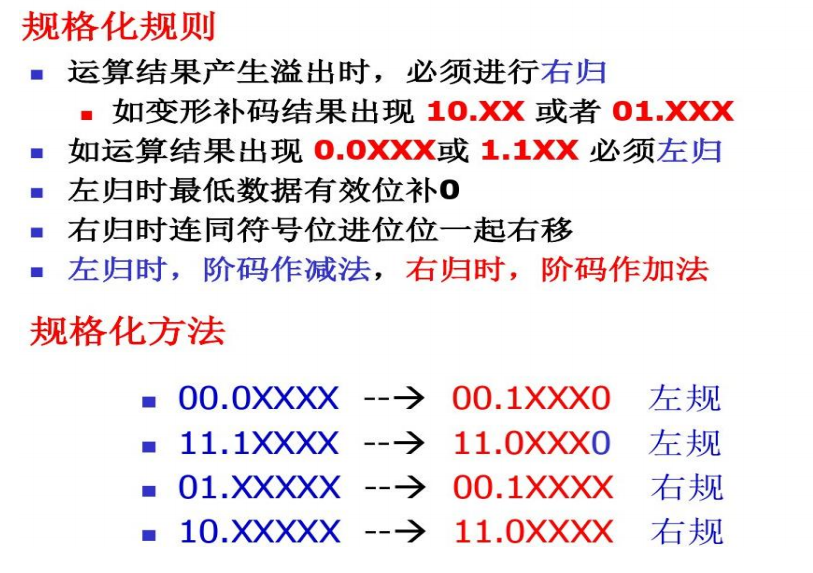 规格化规则
运算结果产生溢出时，必须进行右归
如变形补码结果出现 10.XX 或者 01.XXX
如运算结果出现 0.0XXX或 1.1XX 必须左归
左归时最低数据有效位补0
右归时连同符号位进位位一起右移
左归时，阶码作减法，右归时，阶码作加法
规格化方法
00.0XXXX --→ 00.1XXX0 左规
11.1XXXX --→ 11.0XXX0 左规
01.XXXXX --→ 00.1XXXX 右规
10.XXXXX --→ 11.0XXXX 右规